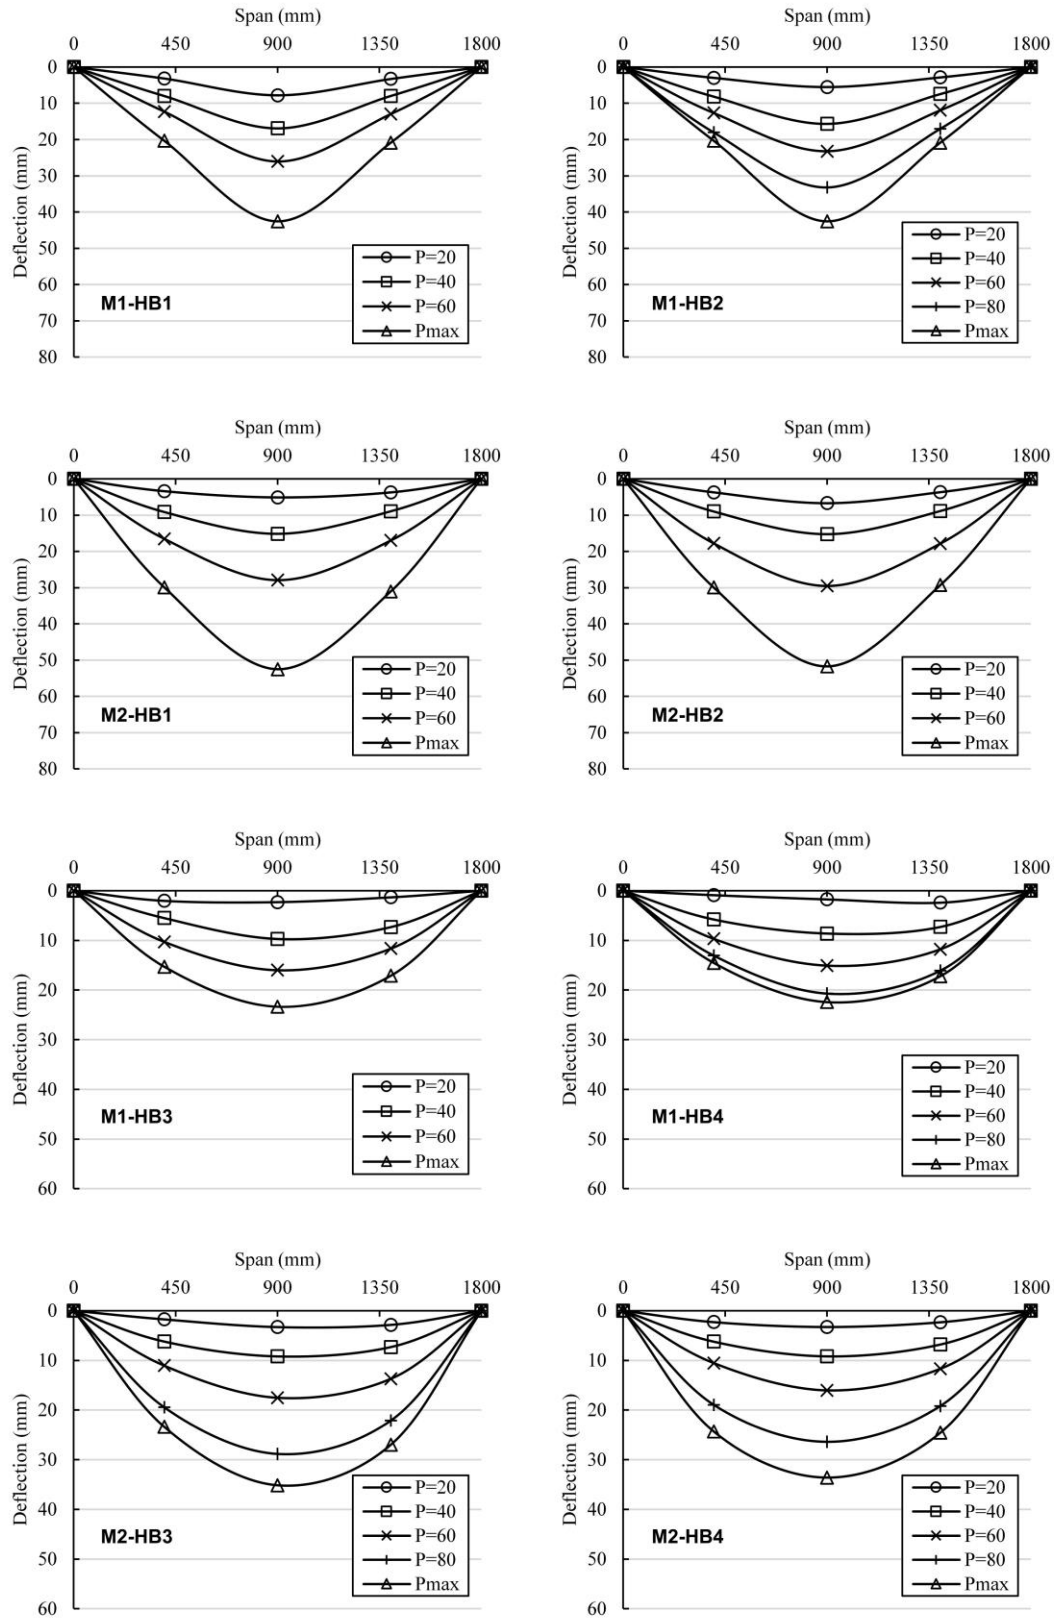 Span (mm)
0 450 900 1350 1800
0
10
20
30
40
50
60
70
80
Deflection (mm)
M1-HB1
P=20
P=40
P=60
Pmax
Span (mm)
0 450 900 1350 1800
0
10
20
30
40
50
60
70
80
Deflection (mm)
M1-HB2
P=20
P=40
P=60
P=80
Pmax
Span (mm)
0 450 900 1350 1800
0
10
20
30
40
50
60
70
80
Deflection (mm)
M2-HB1
P=20
P=40
P=60
Pmax
Span (mm)
0 450 900 1350 1800
0
10
20
30
40
50
60
70
80
Deflection (mm)
M2-HB2
P=20
P=40
P=60
Pmax
Span (mm)
0 450 900 1350 1800
0
10
20
30
40
50
60
Deflection (mm)
M1-HB3
P=20
P=40
P=60
Pmax
Span (mm)
0 450 900 1350 1800
0
10
20
30
40
50
60
Deflection (mm)
M1-HB4
P=20
P=40
P=60
P=80
Pmax
Span (mm)
0 450 900 1350 1800
0
10
20
30
40
50
60
Deflection (mm)
M2-HB3
P=20
P=40
P=60
P=80
Pmax
Span (mm)
0 450 900 1350 1800
0
10
20
30
40
50
60
Deflection (mm)
M2-HB4
P=20
P=40
P=60
P=80
Pmax